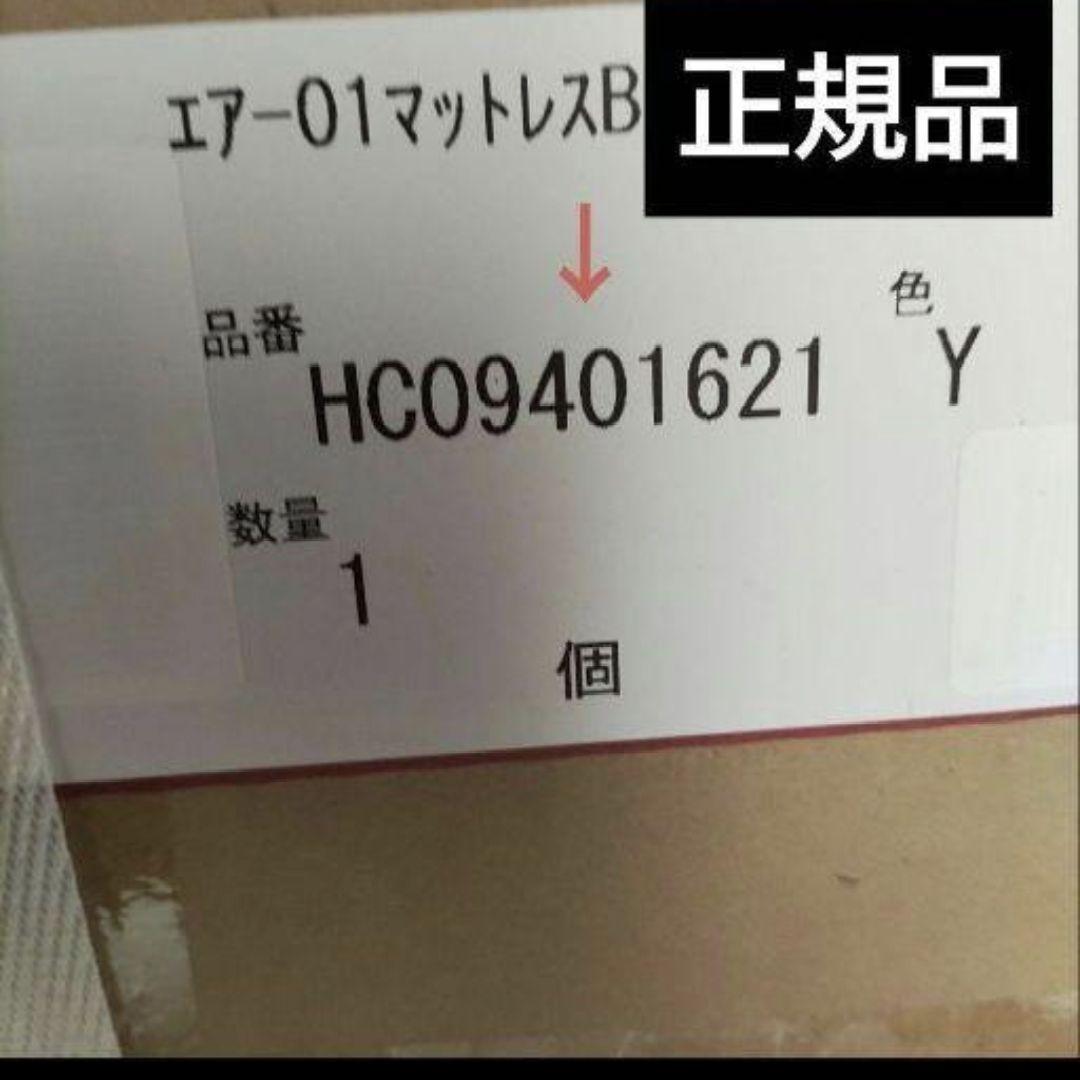 エアー01マットレスB
正規品
↓
品番
色
HC09401621
Y
数量
1
個